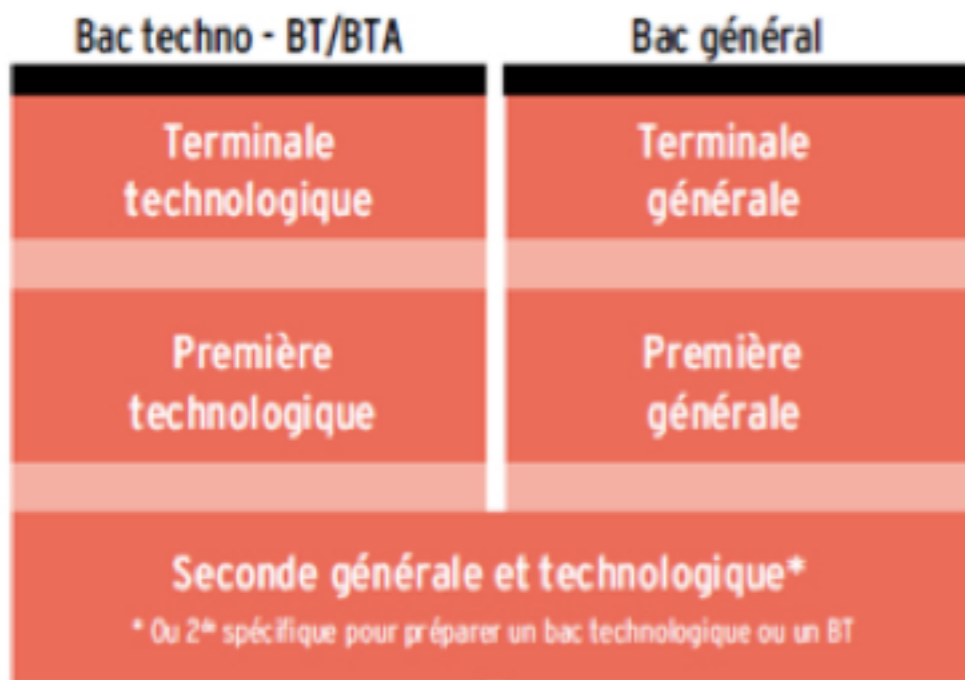 Bac techno - BT/BTA
Bac général
Terminale
technologique
Terminale
générale
Première
technologique
Première
générale
Seconde générale et technologique*
* Ou 2de spécifique pour préparer un bac technologique ou un BT